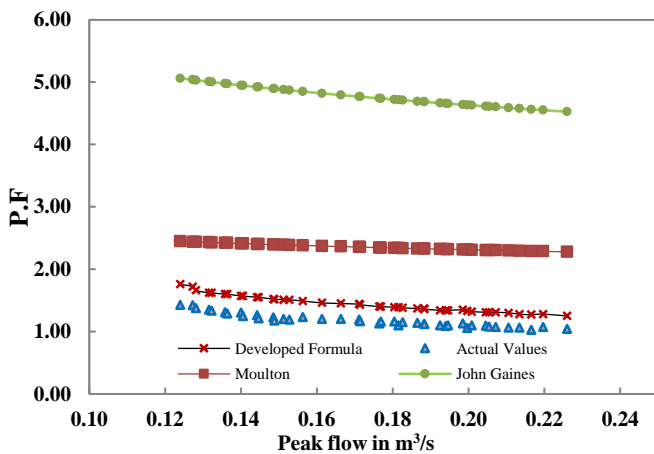 6.00
5.00
4.00
3.00
2.00
1.00
0.00
P.F
Developed Formula
Actual Values
Moulton
John Gaines
0.10 0.12 0.14 0.16 0.18 0.20 0.22 0.24
Peak flow in m³/s